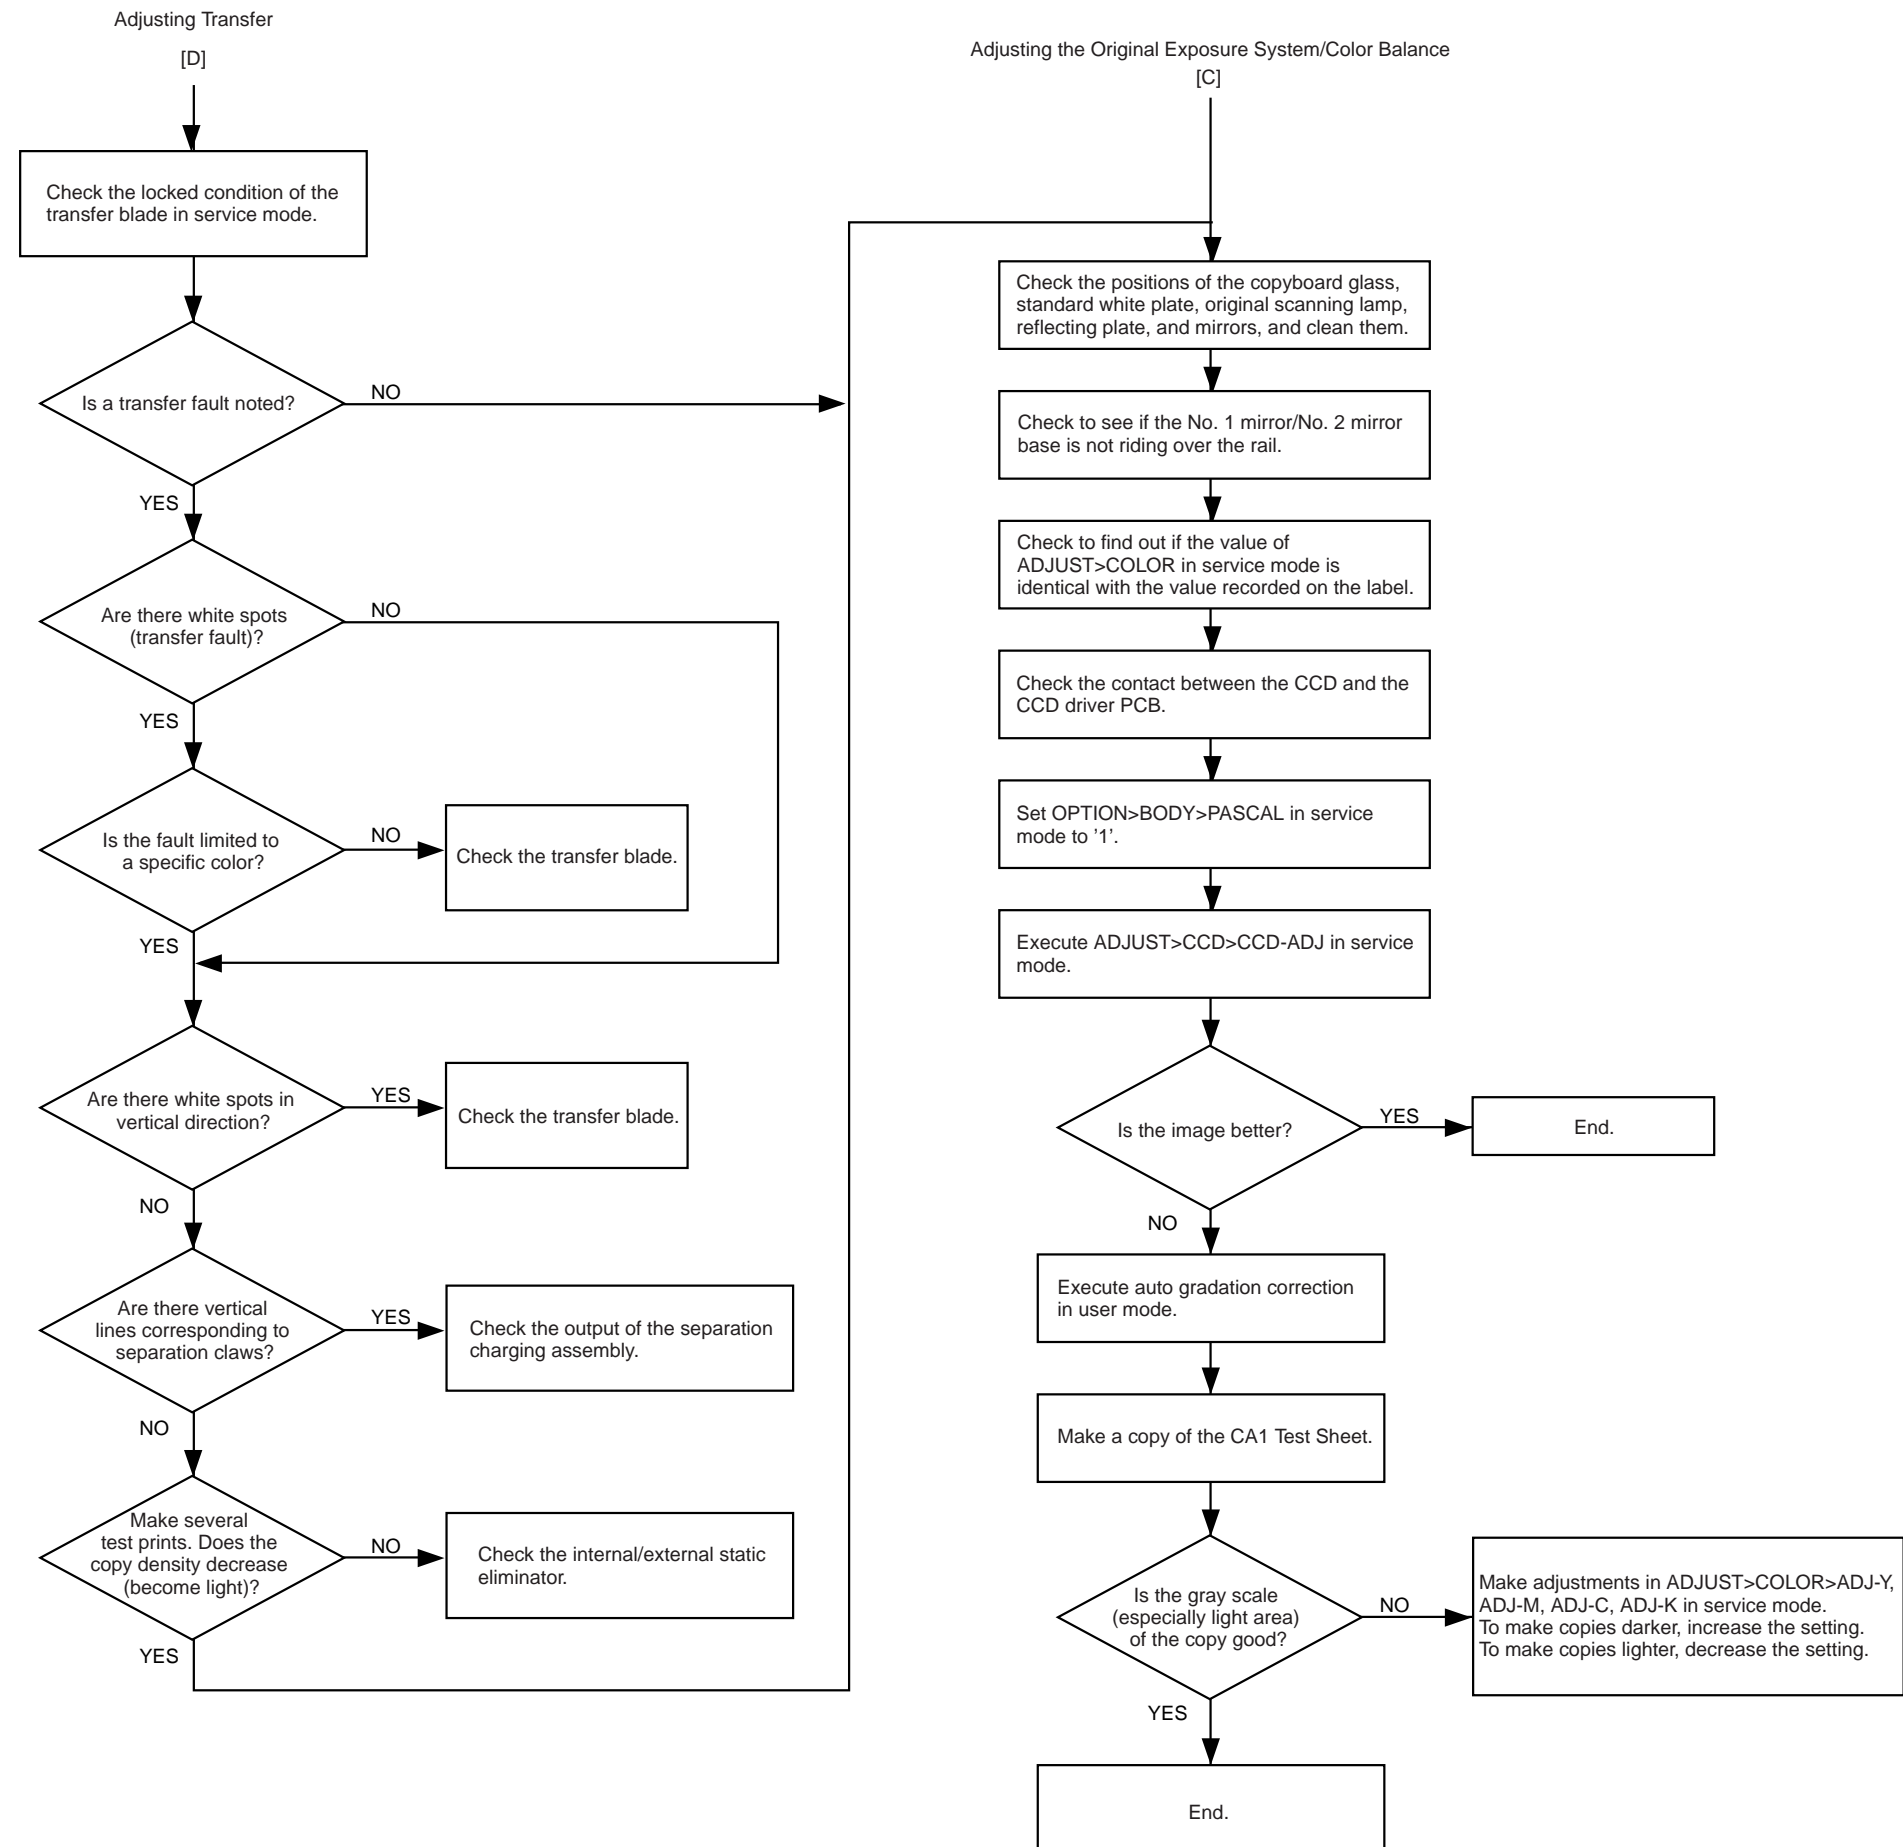 Adjusting Transfer
[D]
Check the locked condition of the
transfer blade in service mode.
Is a transfer fault noted?
NO
YES
Are there white spots
(transfer fault)?
NO
YES
Is the fault limited to
a specific color?
NO
Check the transfer blade.
YES
Are there white spots in
vertical direction?
YES
Check the transfer blade.
NO
Are there vertical
lines corresponding to
separation claws?
YES
Check the output of the separation
charging assembly.
NO
Make several
test prints. Does the
copy density decrease
(become light)?
NO
Check the internal/external static
eliminator.
YES
Adjusting the Original Exposure System/Color Balance
[C]
Check the positions of the copyboard glass,
standard white plate, original scanning lamp,
reflecting plate, and mirrors, and clean them.
Check to see if the No. 1 mirror/No. 2 mirror
base is not riding over the rail.
Check to find out if the value of
ADJUST>COLOR in service mode is
identical with the value recorded on the label.
Check the contact between the CCD and the
CCD driver PCB.
Set OPTION>BODY>PASCAL in service
mode to ’1’.
Execute ADJUST>CCD>CCD-ADJ in service
mode.
Is the image better?
YES
End.
NO
Execute auto gradation correction
in user mode.
Make a copy of the CA1 Test Sheet.
Is the gray scale
(especially light area)
of the copy good?
NO
Make adjustments in ADJUST>COLOR>ADJ-Y,
ADJ-M, ADJ-C, ADJ-K in service mode.
To make copies darker, increase the setting.
To make copies lighter, decrease the setting.
YES
End.